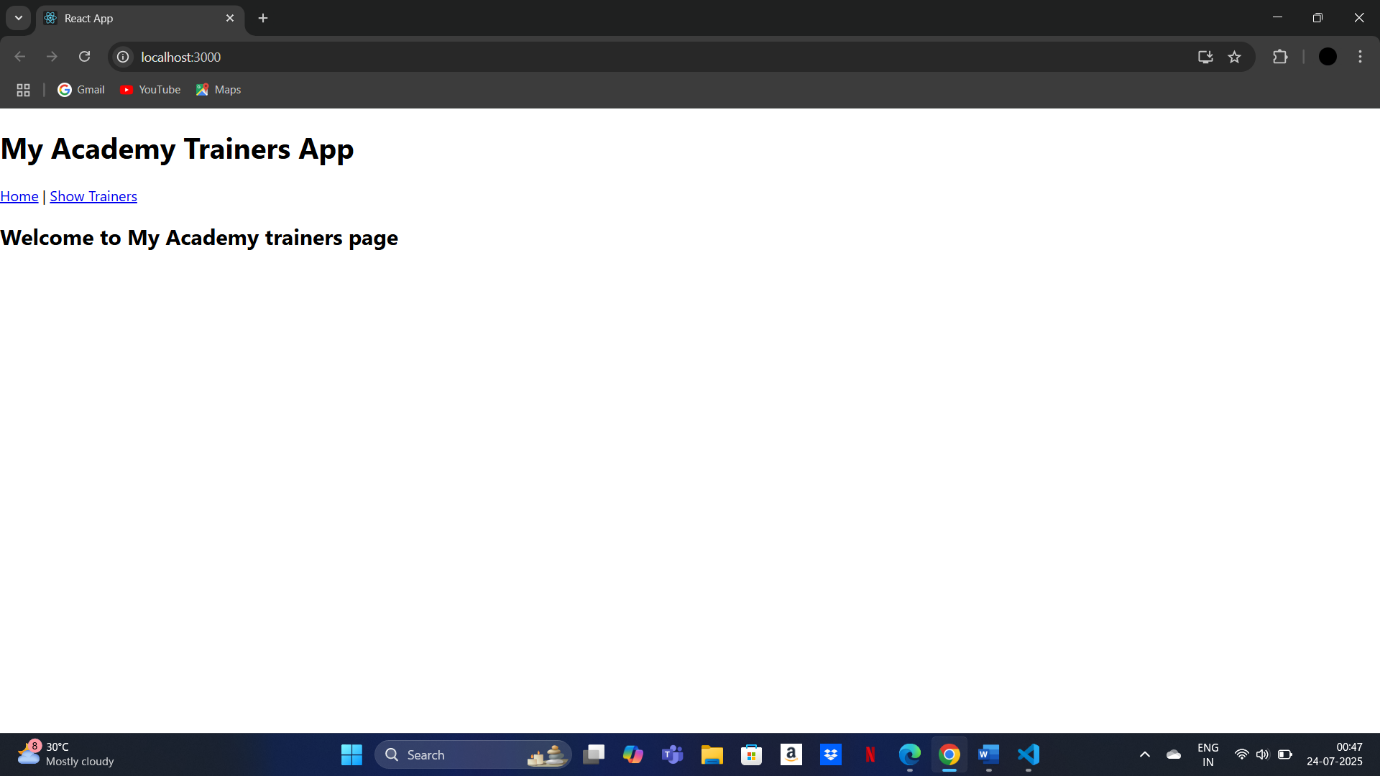 React App
localhost:3000
Gmail YouTube Maps
My Academy Trainers App
Home | Show Trainers
Welcome to My Academy trainers page
8
30°C
Mostly cloudy
Search
a
N
W
ENG
IN
00:47
24-07-2025